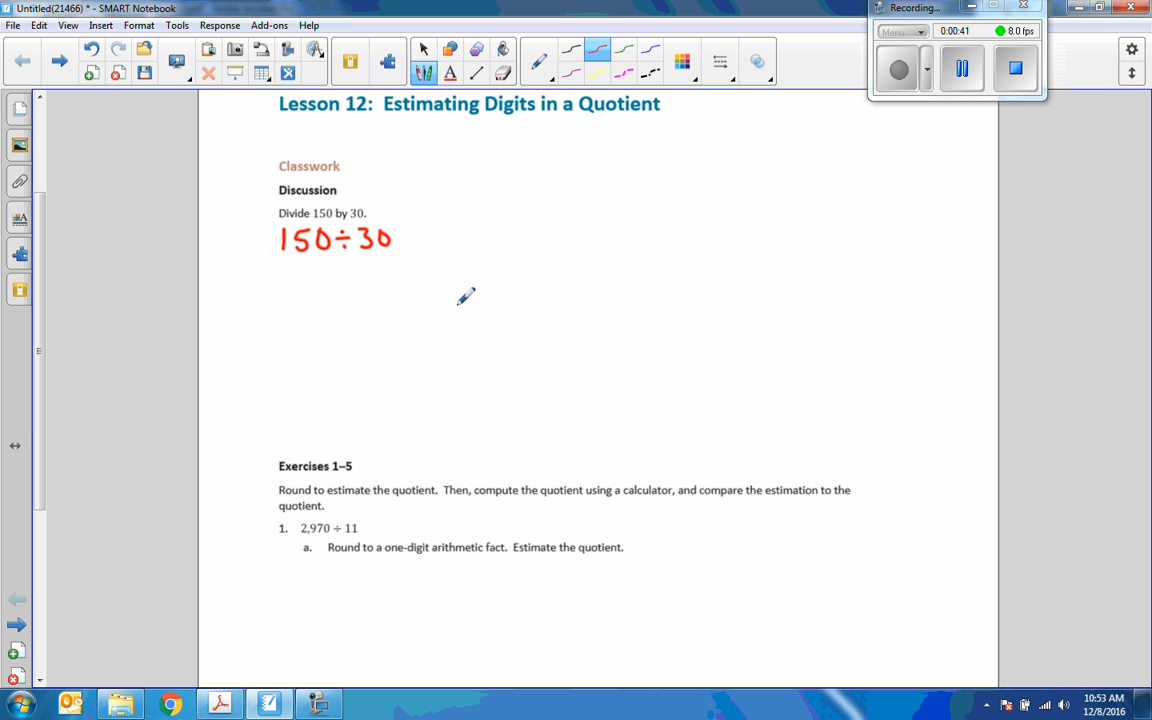 Untitled(21466) * - SMART Notebook
Recording...
File Edit View Insert Format Tools Response Add-ons Help
Menu 0:00:41 8.0 fps
Lesson 12: Estimating Digits in a Quotient
Classwork
Discussion
Divide 150 by 30.
150÷30
Exercises 1–5
Round to estimate the quotient. Then, compute the quotient using a calculator, and compare the estimation to the
quotient.
1. 2,970 ÷ 11
a. Round to a one-digit arithmetic fact. Estimate the quotient.
10:53 AM
12/8/2016